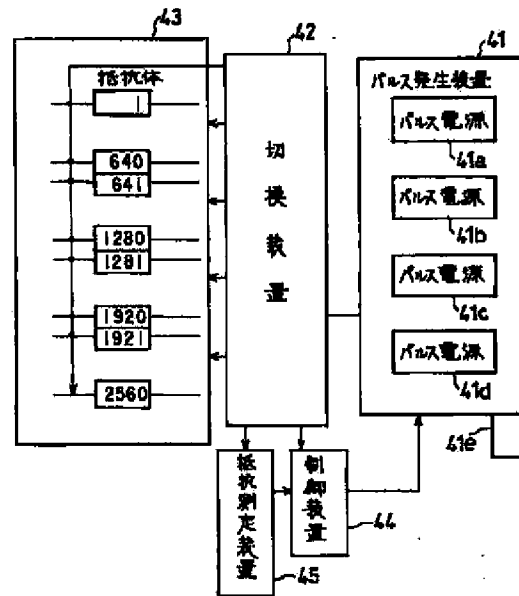 43
抵抗体
1
640
641
1280
1281
1920
1921
2560
42
切換装置
41
パルス発生装置
パルス電源
41a
パルス電源
41b
パルス電源
41c
パルス電源
41d
41e
抵抗測定装置
45
制御装置
44